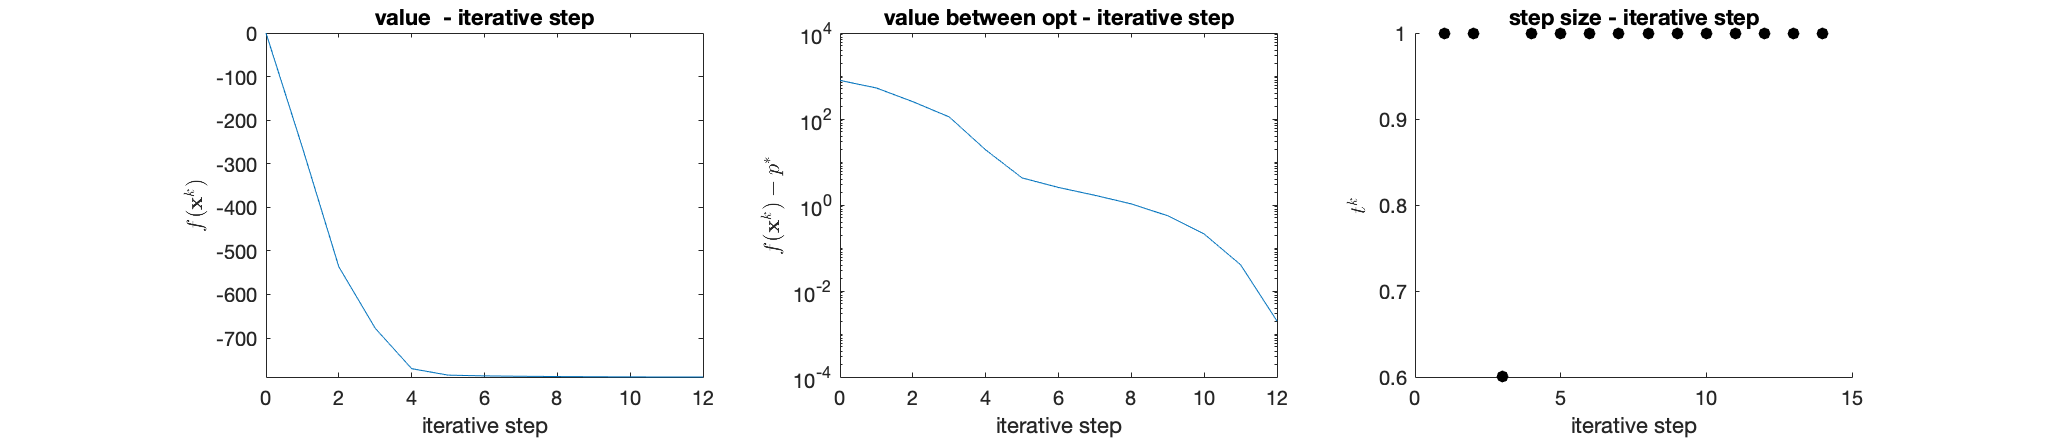 value  - iterative step
0
-100
-200
-300
-400
-500
-600
-700
f(x^k)
0 2 4 6 8 10 12
iterative step
value between opt - iterative step
10^4
10^2
10^0
10^-2
10^-4
f(x^k) − p*
0 2 4 6 8 10 12
iterative step
step size - iterative step
1
0.9
0.8
0.7
0.6
t^k
0 5 10 15
iterative step